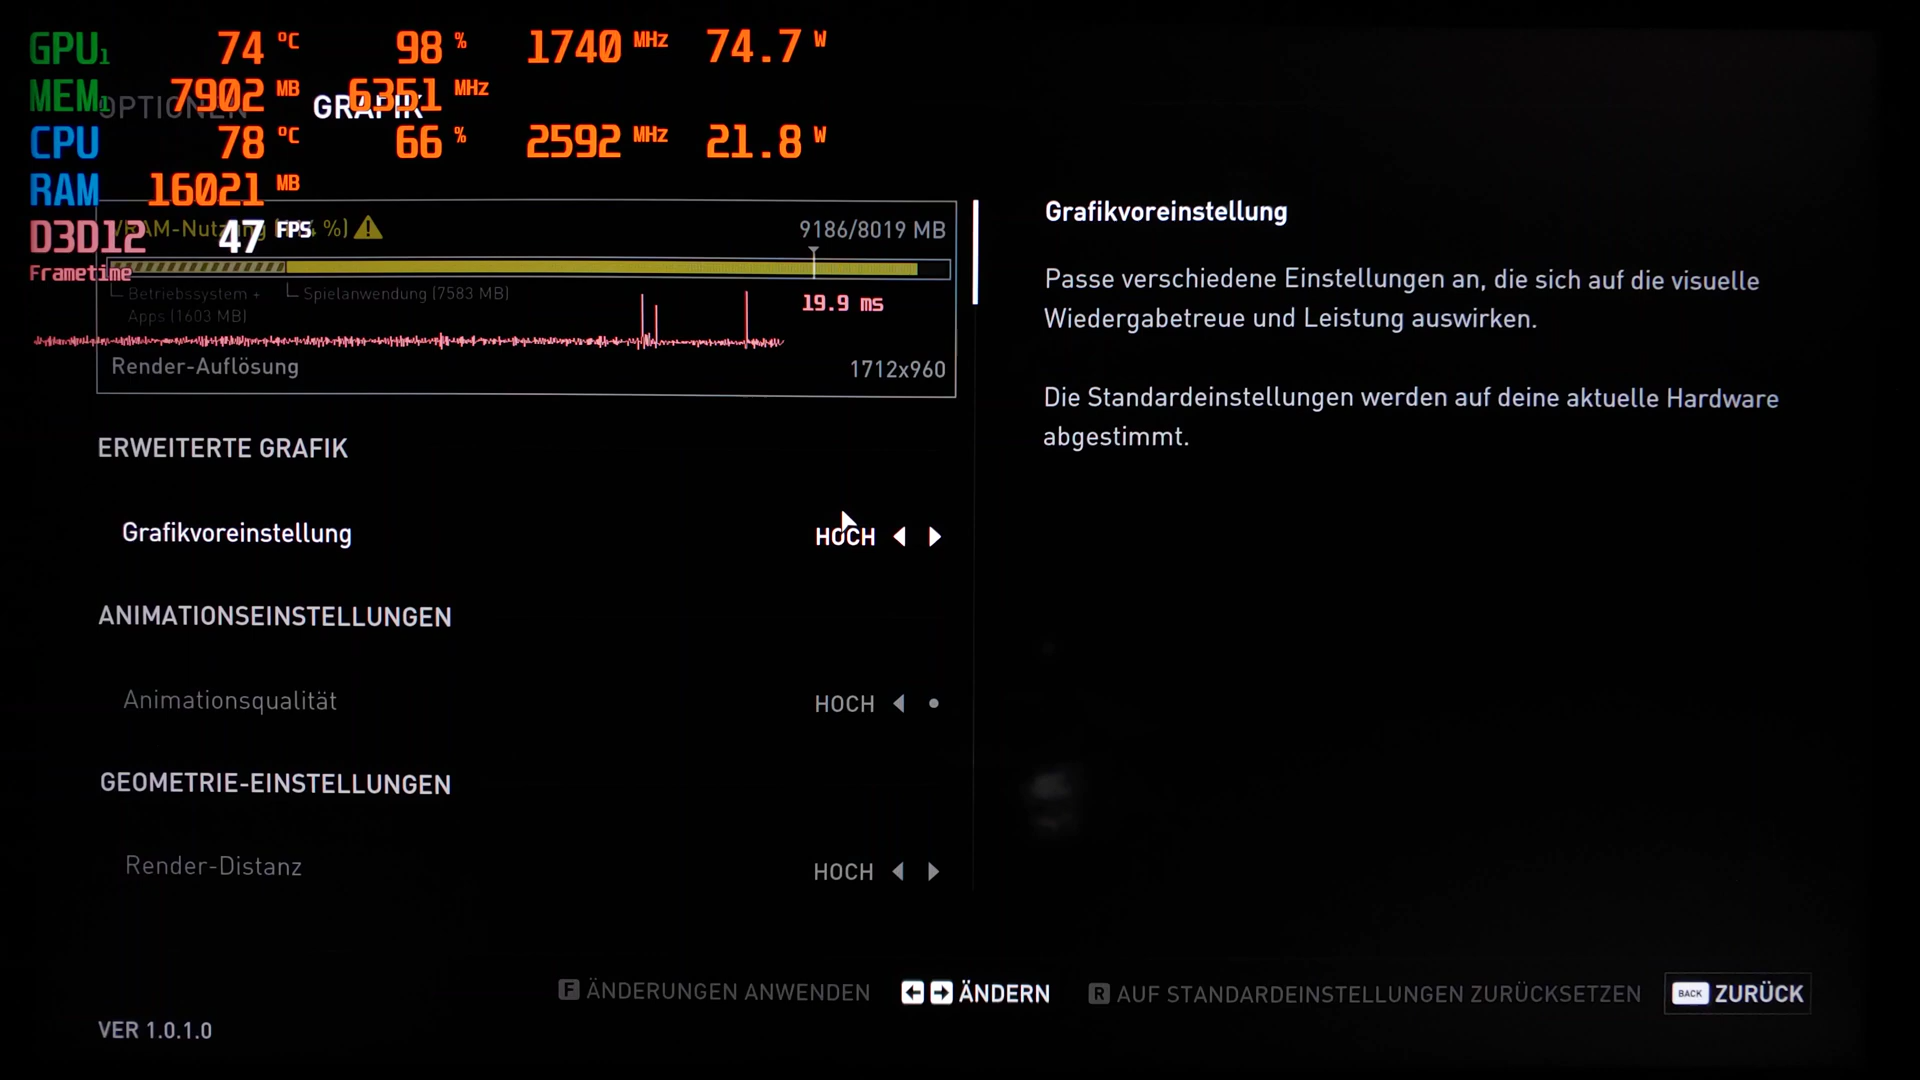 GPU1 74 °C 98 % 1740 MHz 74.7 W
MEM1 7902 MB 6351 MHz
OPTIONEN GRAFIK
CPU 78 °C 66 % 2592 MHz 21.8 W
RAM 16021 MB
VRAM-Nutzung %) 9186/8019 MB
D3D12 47 FPS
Frametime
Betriebssystem + Spielanwendung (7583 MB)
19.9 ms
Apps (1603 MB)
Render-Auflösung 1712x960
ERWEITERTE GRAFIK
Grafikvoreinstellung HOCH
ANIMATIONSEINSTELLUNGEN
Animationsqualität HOCH
GEOMETRIE-EINSTELLUNGEN
Render-Distanz HOCH
Grafikvoreinstellung
Passe verschiedene Einstellungen an, die sich auf die visuelle
Wiedergabetreue und Leistung auswirken.
Die Standardeinstellungen werden auf deine aktuelle Hardware
abgestimmt.
F ÄNDERUNGEN ANWENDEN ÄNDERN R AUF STANDARDEINSTELLUNGEN ZURÜCKSETZEN BACK ZURÜCK
VER 1.0.1.0